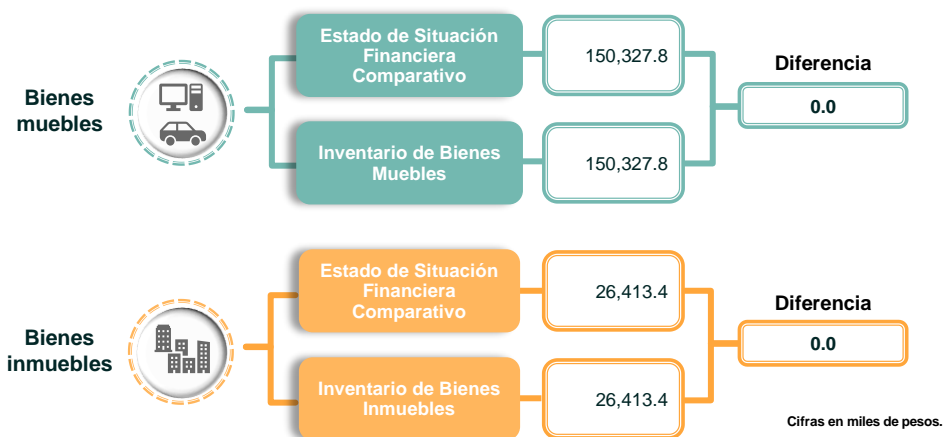 Bienes
muebles
Estado de Situación
Financiera
Comparativo
150,327.8
Inventario de Bienes
Muebles
150,327.8
Diferencia
0.0
Bienes
inmuebles
Estado de Situación
Financiera
Comparativo
26,413.4
Inventario de Bienes
Inmuebles
26,413.4
Diferencia
0.0
Cifras en miles de pesos.